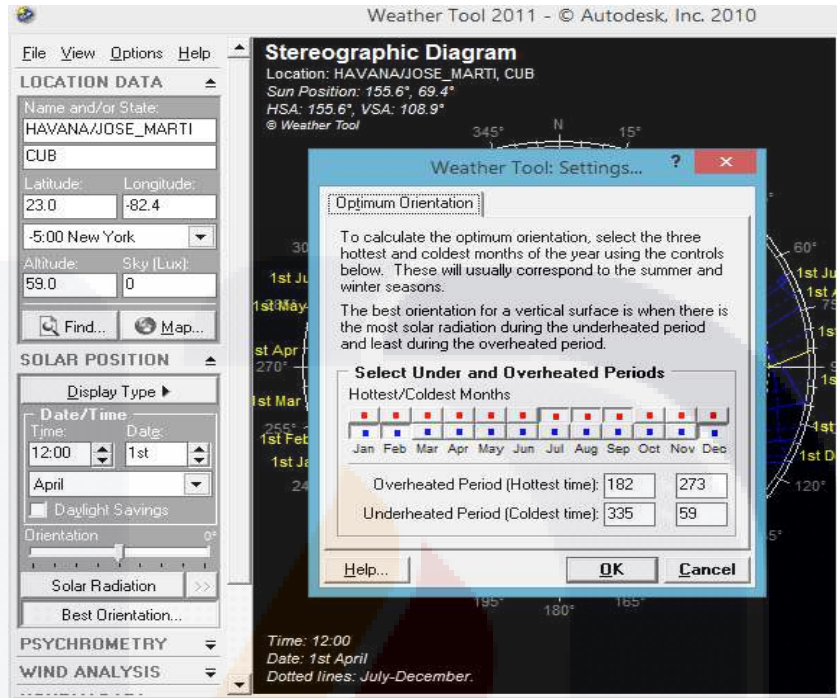 Weather Tool 2011 - © Autodesk, Inc. 2010
File View Options Help
LOCATION DATA
Name and/or State:
HAVANA/JOSE_MARTI
CUB
Latitude: Longitude:
23.0 -82.4
-5:00 New York
Altitude: Sky (Lux):
59.0 0
Find... Map...
SOLAR POSITION
Display Type
Date/Time
Time: Date:
12:00 1st
April
Daylight Savings
Orientation 0°
Solar Radiation >>
Best Orientation...
PSYCHROMETRY
WIND ANALYSIS
Stereographic Diagram
Location: HAVANA/JOSE_MARTI, CUB
Sun Position: 155.6°, 69.4°
HSA: 155.6°, VSA: 108.9°
© Weather Tool
345° N 15°
Weather Tool: Settings... ?
Optimum Orientation
To calculate the optimum orientation, select the three
hottest and coldest months of the year using the controls
below. These will usually correspond to the summer and
winter seasons.
The best orientation for a vertical surface is when there is
the most solar radiation during the underheated period
and least during the overheated period.
Select Under and Overheated Periods
Hottest/Coldest Months
Jan Feb Mar Apr May Jun Jul Aug Sep Oct Nov Dec
Overheated Period (Hottest time): 182 273
Underheated Period (Coldest time): 335 59
Help... OK Cancel
30
1st Ju
1st May
st Apr
270°
1st Mar
255°
1st Feb
1st Ja
24
60°
1st Ju
1st
1st D
120°
195° 180° 165°
Time: 12:00
Date: 1st April
Dotted lines: July-December.